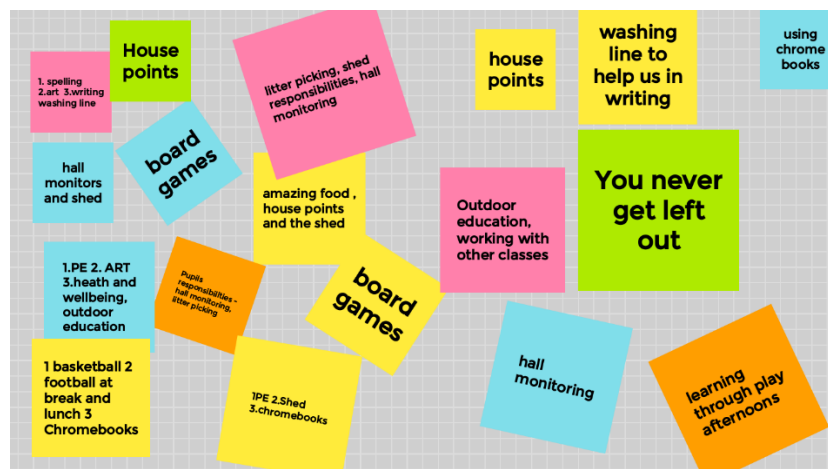 1. spelling
2.art 3.writing
washing line
House
points
litter picking, shed
responsibilities, hall
monitoring
house
points
washing
line to
help us in
writing
using
chrome
books
hall
monitors
and shed
board
games
amazing food ,
house points
and the shed
Outdoor
education,
working with
other classes
You never
get left
out
1.PE 2. ART
3.heath and
wellbeing,
outdoor
education
Pupils
responsibilities -
hall monitoring,
litter picking
board
games
1 basketball 2
football at
break and
lunch 3
Chromebooks
1PE 2.Shed
3.chromebooks
hall
monitoring
learning
through play
afternoons